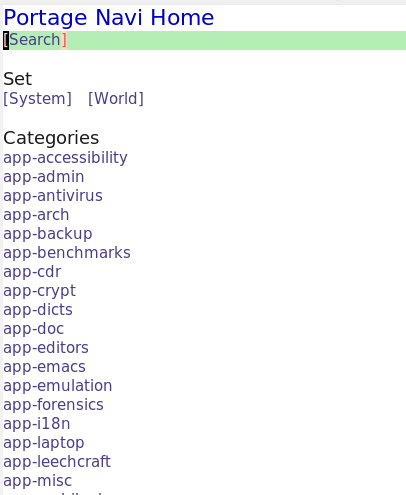 Portage Navi Home
[Search]
Set
[System] [World]
Categories
app-accessibility
app-admin
app-antivirus
app-arch
app-backup
app-benchmarks
app-cdr
app-crypt
app-dicts
app-doc
app-editors
app-emacs
app-emulation
app-forensics
app-i18n
app-laptop
app-leechcraft
app-misc